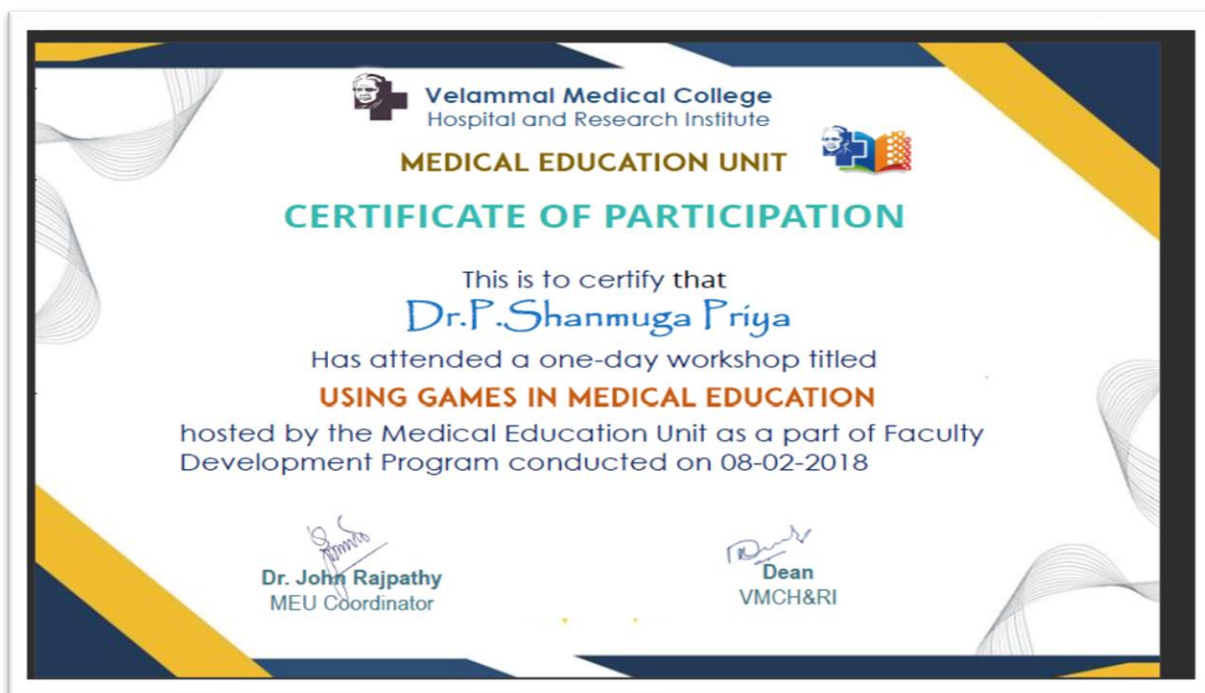 Velammal Medical College
Hospital and Research Institute
MEDICAL EDUCATION UNIT
CERTIFICATE OF PARTICIPATION
This is to certify that
Dr.P.Shanmuga Priya
Has attended a one-day workshop titled
USING GAMES IN MEDICAL EDUCATION
hosted by the Medical Education Unit as a part of Faculty
Development Program conducted on 08-02-2018
Dr. John Rajpathy
MEU Coordinator
Dean
VMCH&RI